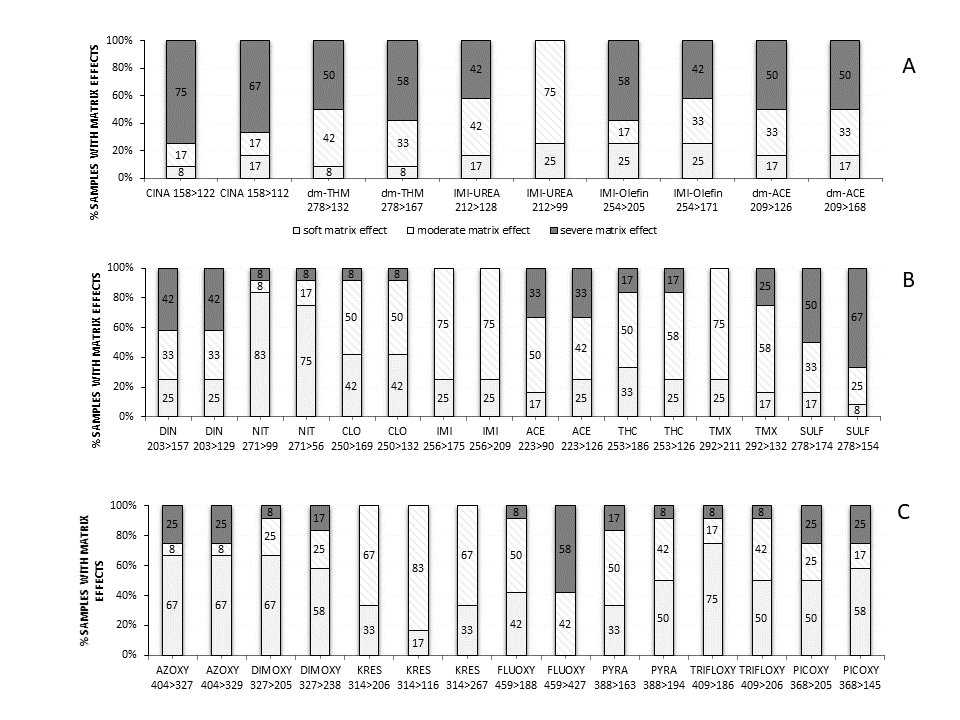 A
% SAMPLES WITH MATRIX EFFECTS
100%
80%
60%
40%
20%
0%
75 67 50 58 42 75 58 42 50 50
17 17 42 33 42 25 17 33 33 33
8 17 8 8 17 25 25 17 17
CINA 158>122 CINA 158>112 dm-THM dm-THM IMI-UREA IMI-UREA IMI-Olefin IMI-Olefin dm-ACE dm-ACE
278>132 278>167 212>128 212>99 254>205 254>171 209>126 209>168
soft matrix effect moderate matrix effect severe matrix effect
B
% SAMPLES WITH MATRIX EFFECTS
100%
80%
60%
40%
20%
0%
42 42 8 8 8 8 75 75 33 33 17 17 75 25 50 67
33 33 8 17 50 50 25 25 50 42 50 58 25 58 33 25
25 25 83 75 42 42 17 25 33 25 17 17 8
DIN DIN NIT NIT CLO CLO IMI IMI ACE ACE THC THC TMX TMX SULF SULF
203>157 203>129 271>99 271>56 250>169 250>132 256>175 256>209 223>90 223>126 253>186 253>126 292>211 292>132 278>174 278>154
C
% SAMPLES WITH MATRIX
EFFECTS
100%
80%
60%
40%
20%
0%
25 25 8 17 67 83 67 8 58 17 8 8 8 25 25
8 8 25 25 33 17 33 50 42 50 42 17 42 25 17
67 67 67 58 42 33 50 75 50 50 58
AZOXY AZOXY DIMOXY DIMOXY KRES KRES KRES FLUOXY FLUOXY PYRA PYRA TRIFLOXY TRIFLOXY PICOXY PICOXY
404>327 404>329 327>205 327>238 314>206 314>116 314>267 459>188 459>427 388>163 388>194 409>186 409>206 368>205 368>145